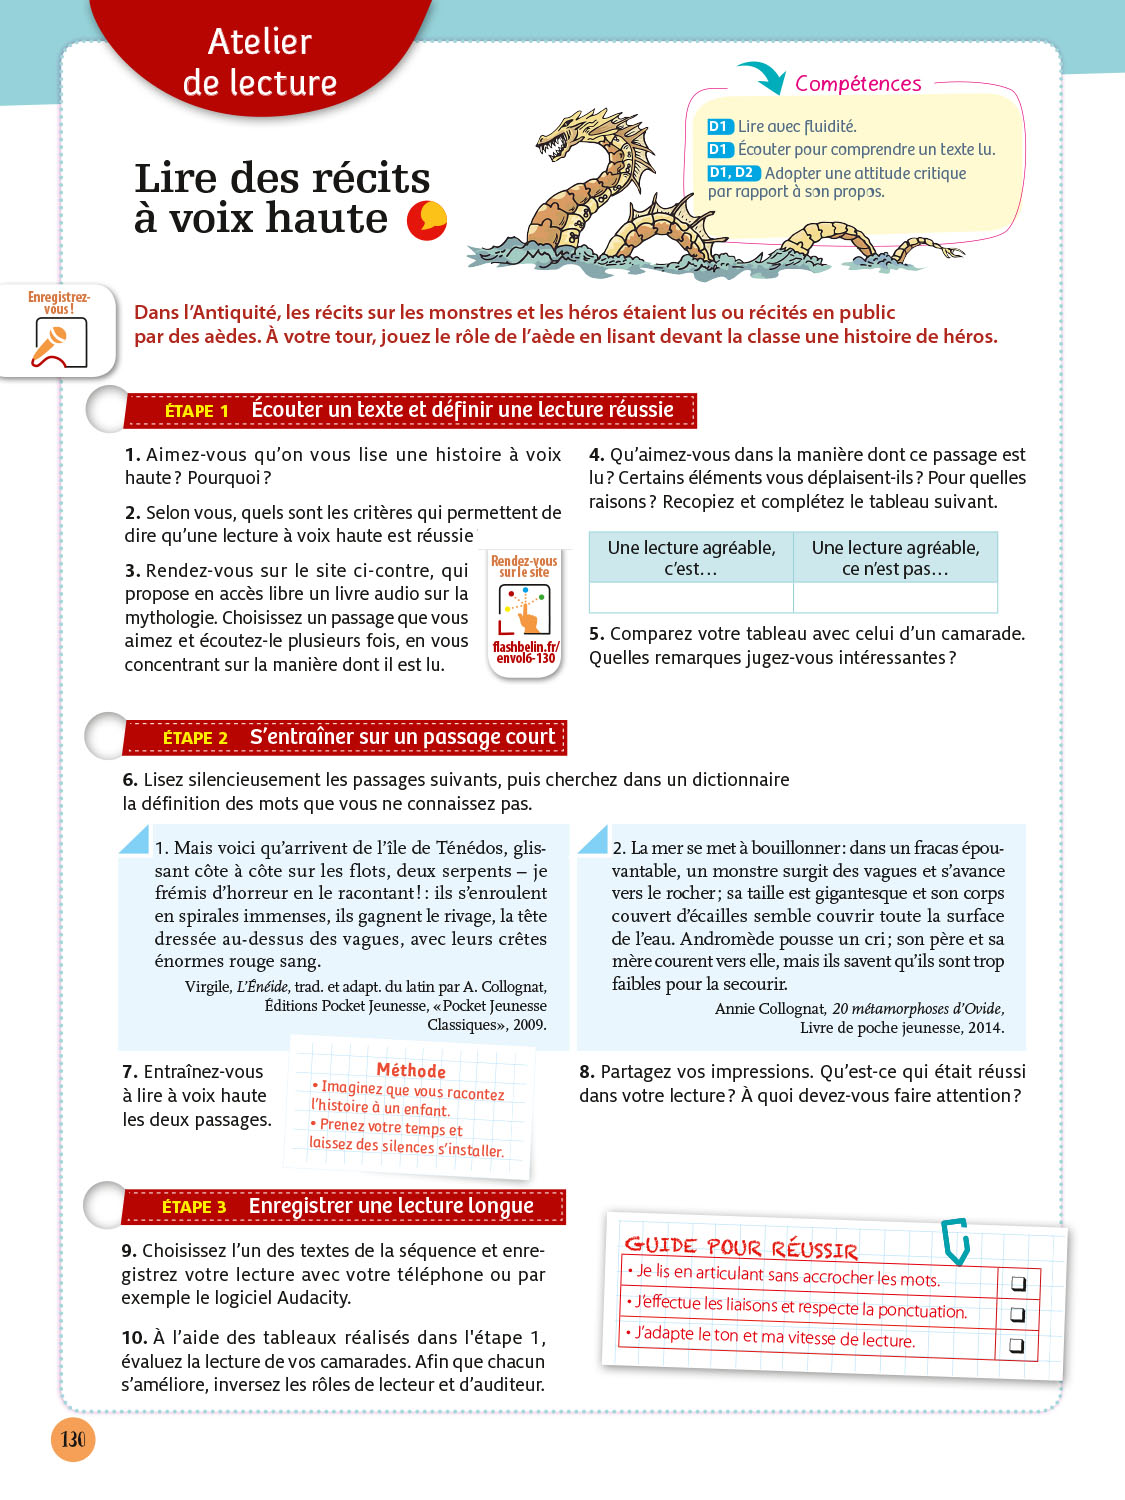 Atelier
de lecture
Compétences
D1 Lire avec fluidité.
D1 Écouter pour comprendre un texte lu.
D1, D2 Adopter une attitude critique
par rapport à son propos.
Lire des récits
à voix haute
Enregistrez-
vous !
Dans l’Antiquité, les récits sur les monstres et les héros étaient lus ou récités en public
par des aèdes. À votre tour, jouez le rôle de l’aède en lisant devant la classe une histoire de héros.
ÉTAPE 1 Écouter un texte et définir une lecture réussie
1. Aimez-vous qu’on vous lise une histoire à voix
haute ? Pourquoi ?
2. Selon vous, quels sont les critères qui permettent de
dire qu’une lecture à voix haute est réussie
3. Rendez-vous sur le site ci-contre, qui
propose en accès libre un livre audio sur la
mythologie. Choisissez un passage que vous
aimez et écoutez-le plusieurs fois, en vous
concentrant sur la manière dont il est lu.
Rendez-vous
sur le site
flashbelin.fr/
envol6-130
4. Qu’aimez-vous dans la manière dont ce passage est
lu ? Certains éléments vous déplaisent-ils ? Pour quelles
raisons ? Recopiez et complétez le tableau suivant.
Une lecture agréable,
c’est…
Une lecture agréable,
ce n’est pas…
5. Comparez votre tableau avec celui d’un camarade.
Quelles remarques jugez-vous intéressantes ?
ÉTAPE 2 S’entraîner sur un passage court
6. Lisez silencieusement les passages suivants, puis cherchez dans un dictionnaire
la définition des mots que vous ne connaissez pas.
1. Mais voici qu’arrivent de l’île de Ténédos, glis-
sant côte à côte sur les flots, deux serpents – je
frémis d’horreur en le racontant ! : ils s’enroulent
en spirales immenses, ils gagnent le rivage, la tête
dressée au-dessus des vagues, avec leurs crêtes
énormes rouge sang.
Virgile, L’Énéide, trad. et adapt. du latin par A. Collognat,
Éditions Pocket Jeunesse, « Pocket Jeunesse
Classiques », 2009.
2. La mer se met à bouillonner : dans un fracas épou-
vantable, un monstre surgit des vagues et s’avance
vers le rocher ; sa taille est gigantesque et son corps
couvert d’écailles semble couvrir toute la surface
de l’eau. Andromède pousse un cri ; son père et sa
mère courent vers elle, mais ils savent qu’ils sont trop
faibles pour la secourir.
Annie Collognat, 20 métamorphoses d’Ovide,
Livre de poche jeunesse, 2014.
7. Entraînez-vous
à lire à voix haute
les deux passages.
Méthode
• Imaginez que vous racontez
l’histoire à un enfant.
• Prenez votre temps et
laissez des silences s’installer.
8. Partagez vos impressions. Qu’est-ce qui était réussi
dans votre lecture ? À quoi devez-vous faire attention ?
ÉTAPE 3 Enregistrer une lecture longue
9. Choisissez l’un des textes de la séquence et enre-
gistrez votre lecture avec votre téléphone ou par
exemple le logiciel Audacity.
10. À l’aide des tableaux réalisés dans l'étape 1,
évaluez la lecture de vos camarades. Afin que chacun
s’améliore, inversez les rôles de lecteur et d’auditeur.
GUIDE POUR RÉUSSIR
• Je lis en articulant sans accrocher les mots. ❑
• J’effectue les liaisons et respecte la ponctuation. ❑
• J’adapte le ton et ma vitesse de lecture. ❑
130